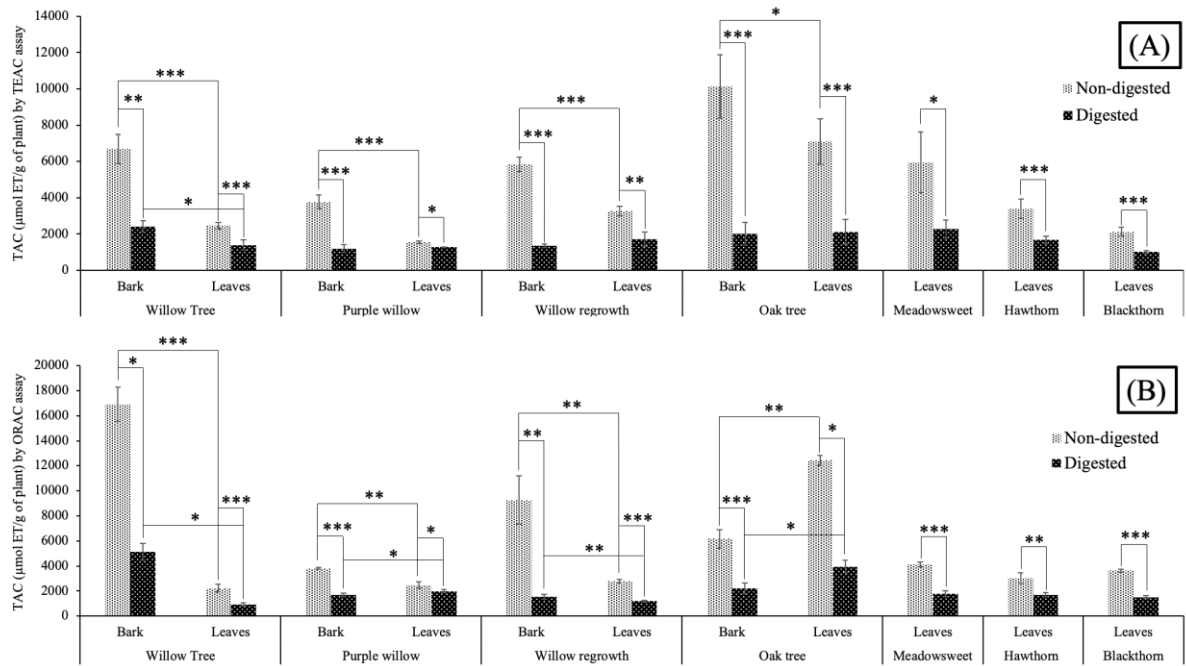 TAC (µmol ET/g of plant) by TEAC assay
14000
12000
10000
8000
6000
4000
2000
0
(A)
Non-digested
Digested
*
*** ***
*** *** ***
** *** *** *** *
*** ** ***
* * ***
Bark Leaves Bark Leaves Bark Leaves Bark Leaves Leaves Leaves Leaves
Willow Tree Purple willow Willow regrowth Oak tree Meadowsweet Hawthorn Blackthorn
TAC (µmol ET/g of plant) by ORAC assay
20000
18000
16000
14000
12000
10000
8000
6000
4000
2000
0
(B)
Non-digested
Digested
***
* ** **
** *
**
*** *** * *** *** *** ** ***
* * ** *
Bark Leaves Bark Leaves Bark Leaves Bark Leaves Leaves Leaves Leaves
Willow Tree Purple willow Willow regrowth Oak tree Meadowsweet Hawthorn Blackthorn